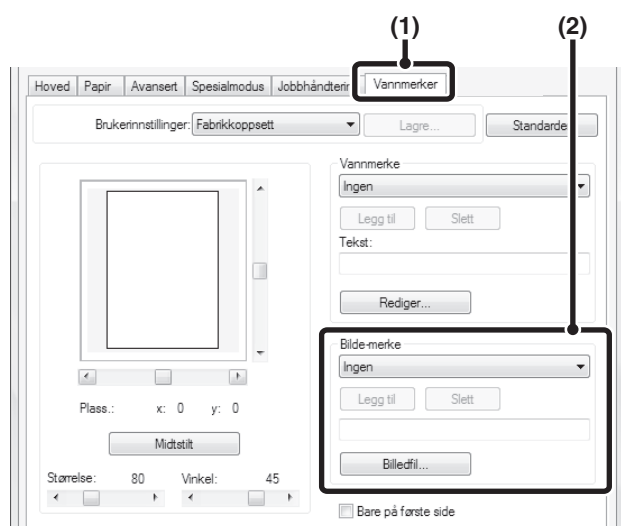 (1) (2)
Hoved Papir Avansert Spesialmodus Jobbhåndterin Vannmerker
Brukerinnstillinger: Fabrikkoppsett Lagre... Standarde
Vannmerke
Ingen
Legg til Slett
Tekst:
Rediger...
Bilde-merke
Ingen
Legg til Slett
Billedfil...
Plass.: x: 0 y: 0
Midtstilt
Størrelse: 80 Vinkel: 45
Bare på første side